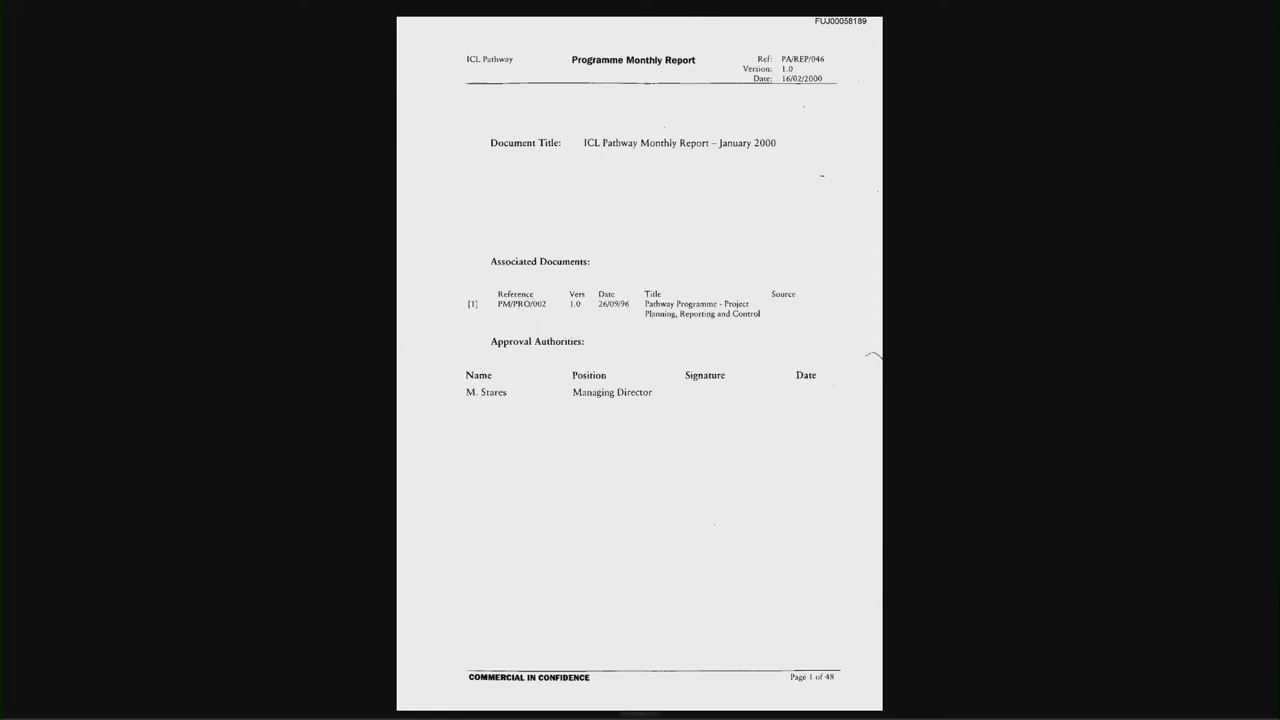 FUJ00058189
ICL Pathway Programme Monthly Report Ref: PA/REP/046
Version: 1.0
Date: 16/02/2000
Document Title: ICL Pathway Monthly Report – January 2000
Associated Documents:
Reference Vers Date Title Source
[1] PM/PRO/002 1.0 26/09/96 Pathway Programme - Project
Planning, Reporting and Control
Approval Authorities:
Name Position Signature Date
M. Stares Managing Director
COMMERCIAL IN CONFIDENCE Page 1 of 48